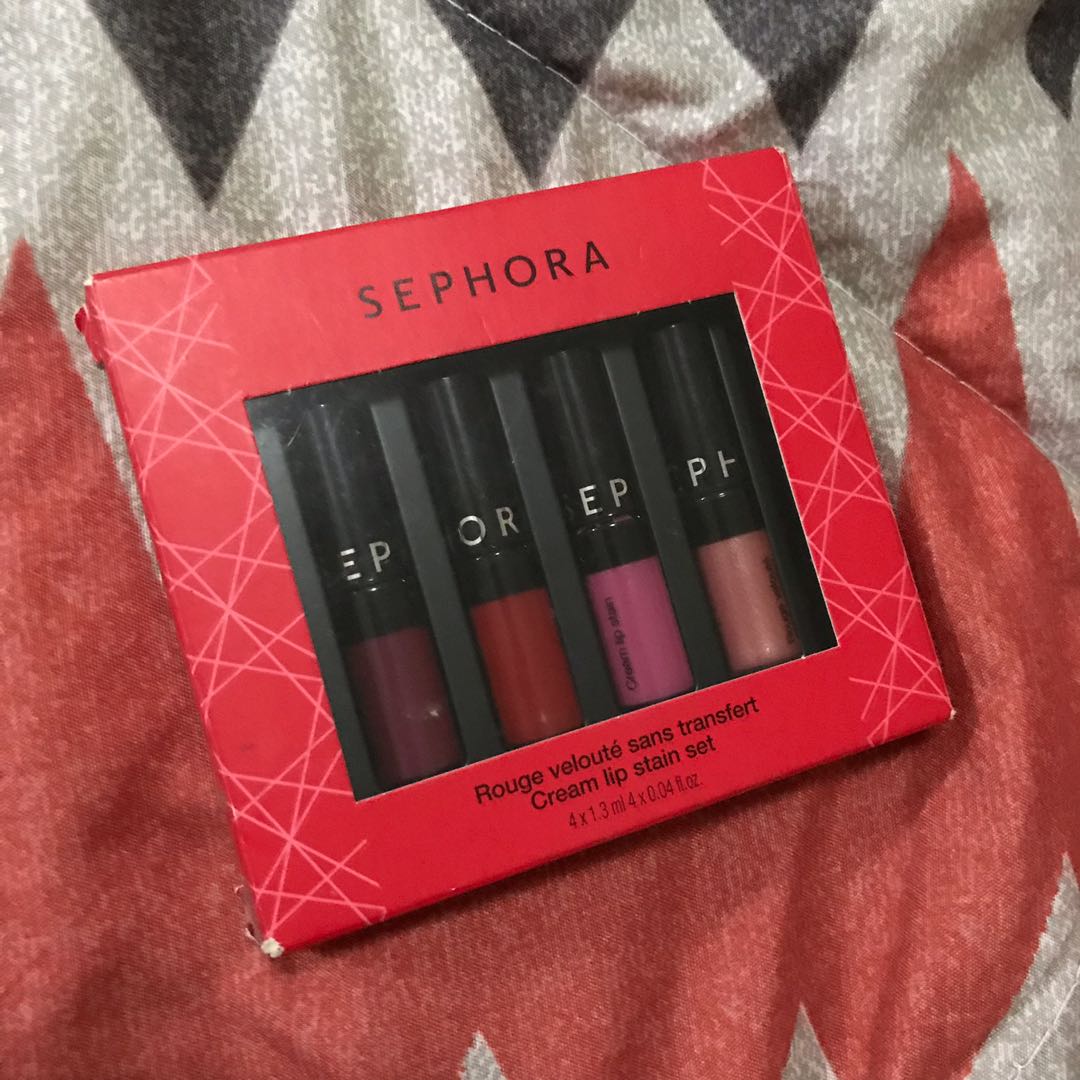 SEPHORA
EP
OR
SEP
PH
Cream lip stain
Rouge velouté sans transfert
Cream lip stain set
4 x 1.3 ml 4 x 0.04 fl.oz.